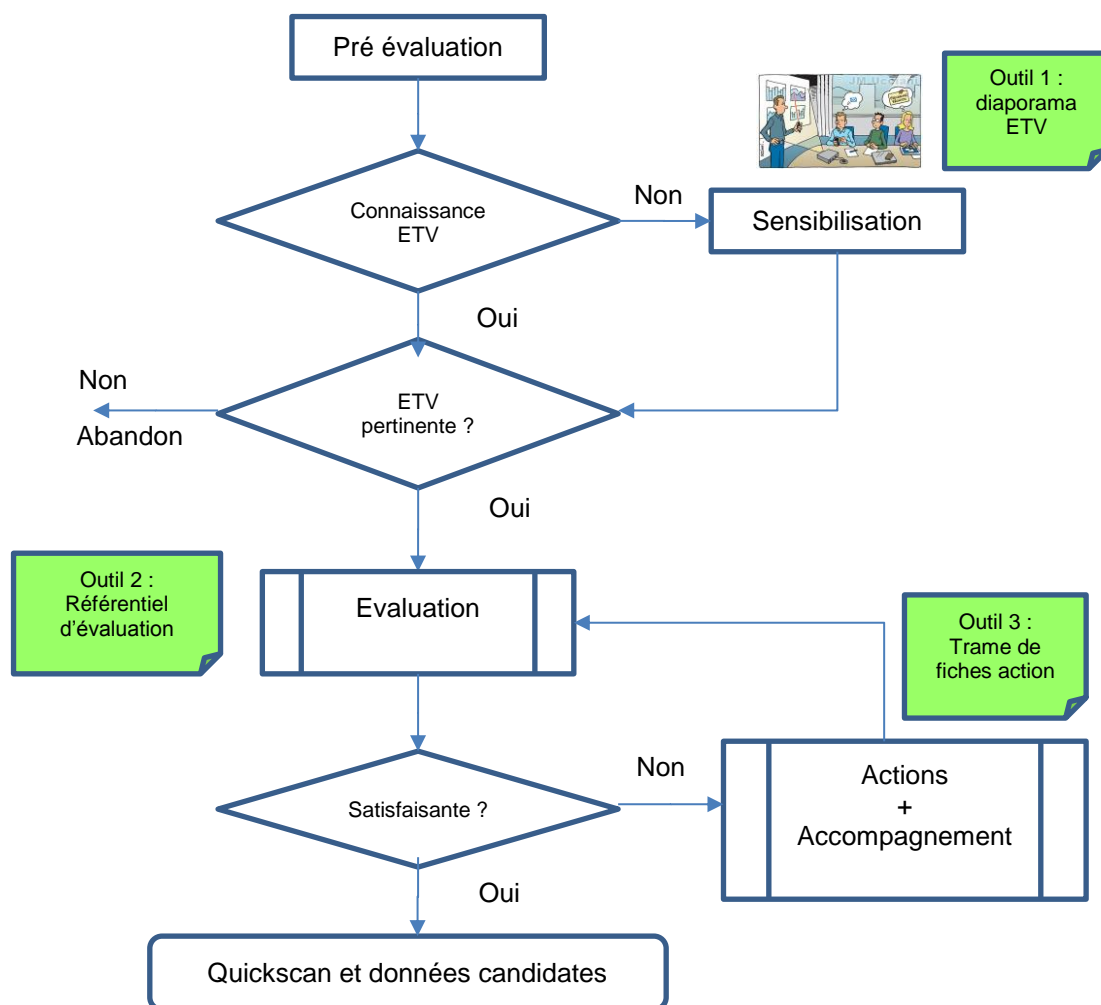 Pré évaluation
Outil 1 :
diaporama
ETV
Connaissance
ETV
Non
Sensibilisation
Oui
Non
Abandon
ETV
pertinente ?
Oui
Outil 2 :
Référentiel
d'évaluation
Evaluation
Outil 3 :
Trame de
fiches action
Satisfaisante ?
Non
Actions
+
Accompagnement
Oui
Quickscan et données candidates